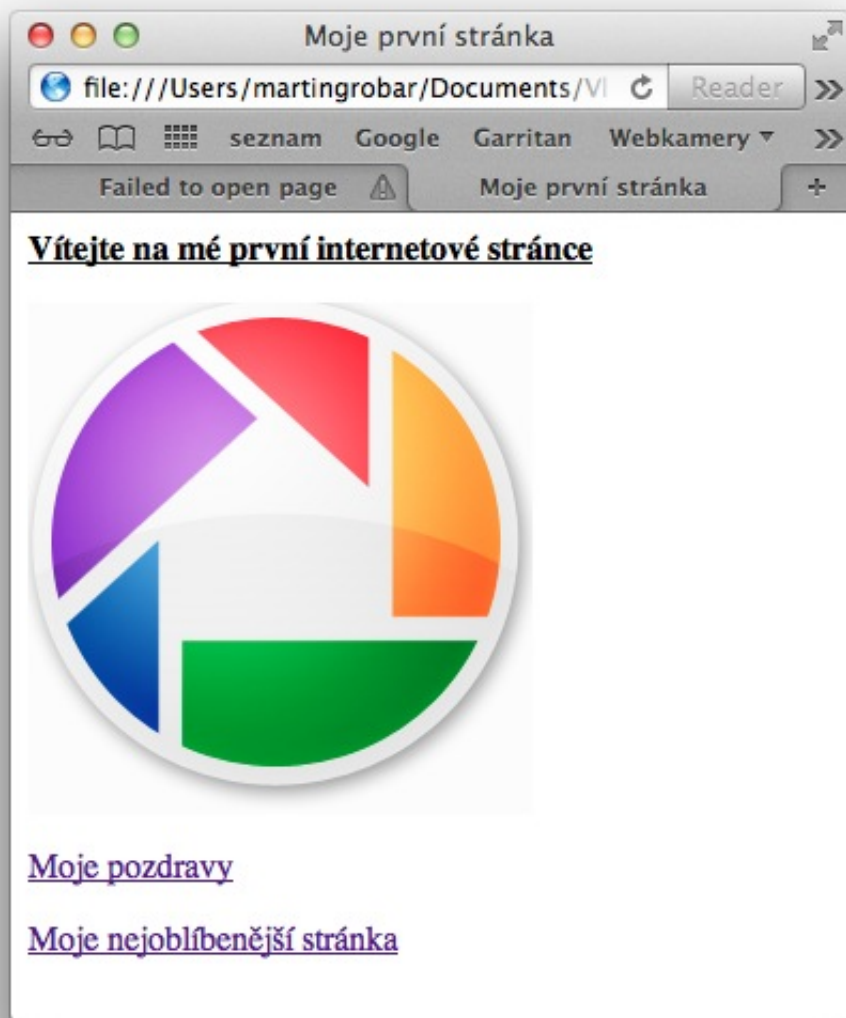 Moje první stránka
file:///Users/martingrobar/Documents/Vl Reader
seznam Google Garritan Webkamery
Failed to open page Moje první stránka
Vítejte na mé první internetové stránce
Moje pozdravy
Moje nejoblíbenější stránka